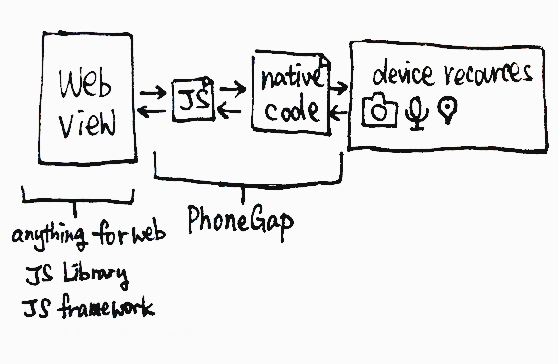 Web
View
JS
native
code
device recources
PhoneGap
anything for web
JS Library
JS framework